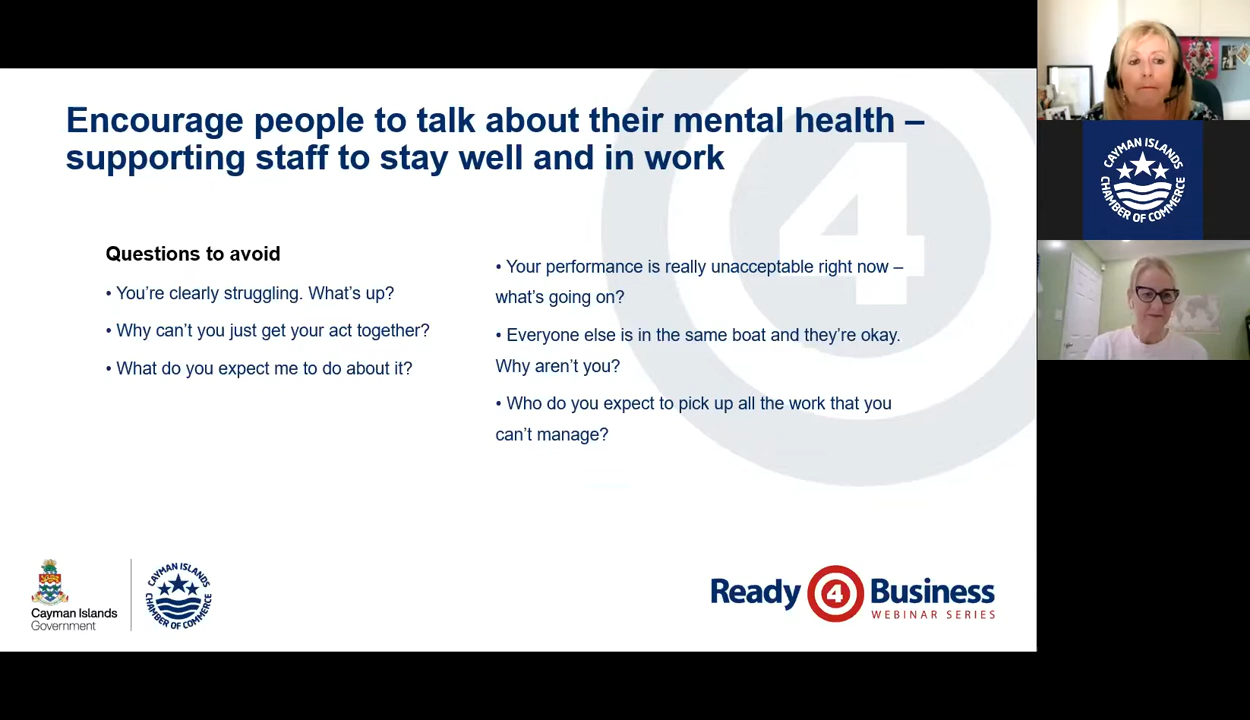 Encourage people to talk about their mental health –
supporting staff to stay well and in work
Questions to avoid
• You’re clearly struggling. What’s up?
• Why can’t you just get your act together?
• What do you expect me to do about it?
• Your performance is really unacceptable right now –
what’s going on?
• Everyone else is in the same boat and they’re okay.
Why aren’t you?
• Who do you expect to pick up all the work that you
can’t manage?
4
Cayman Islands
Government
CAYMAN ISLANDS
CHAMBER OF COMMERCE
Ready 4 Business
WEBINAR SERIES
CAYMAN ISLANDS
CHAMBER OF COMMERCE